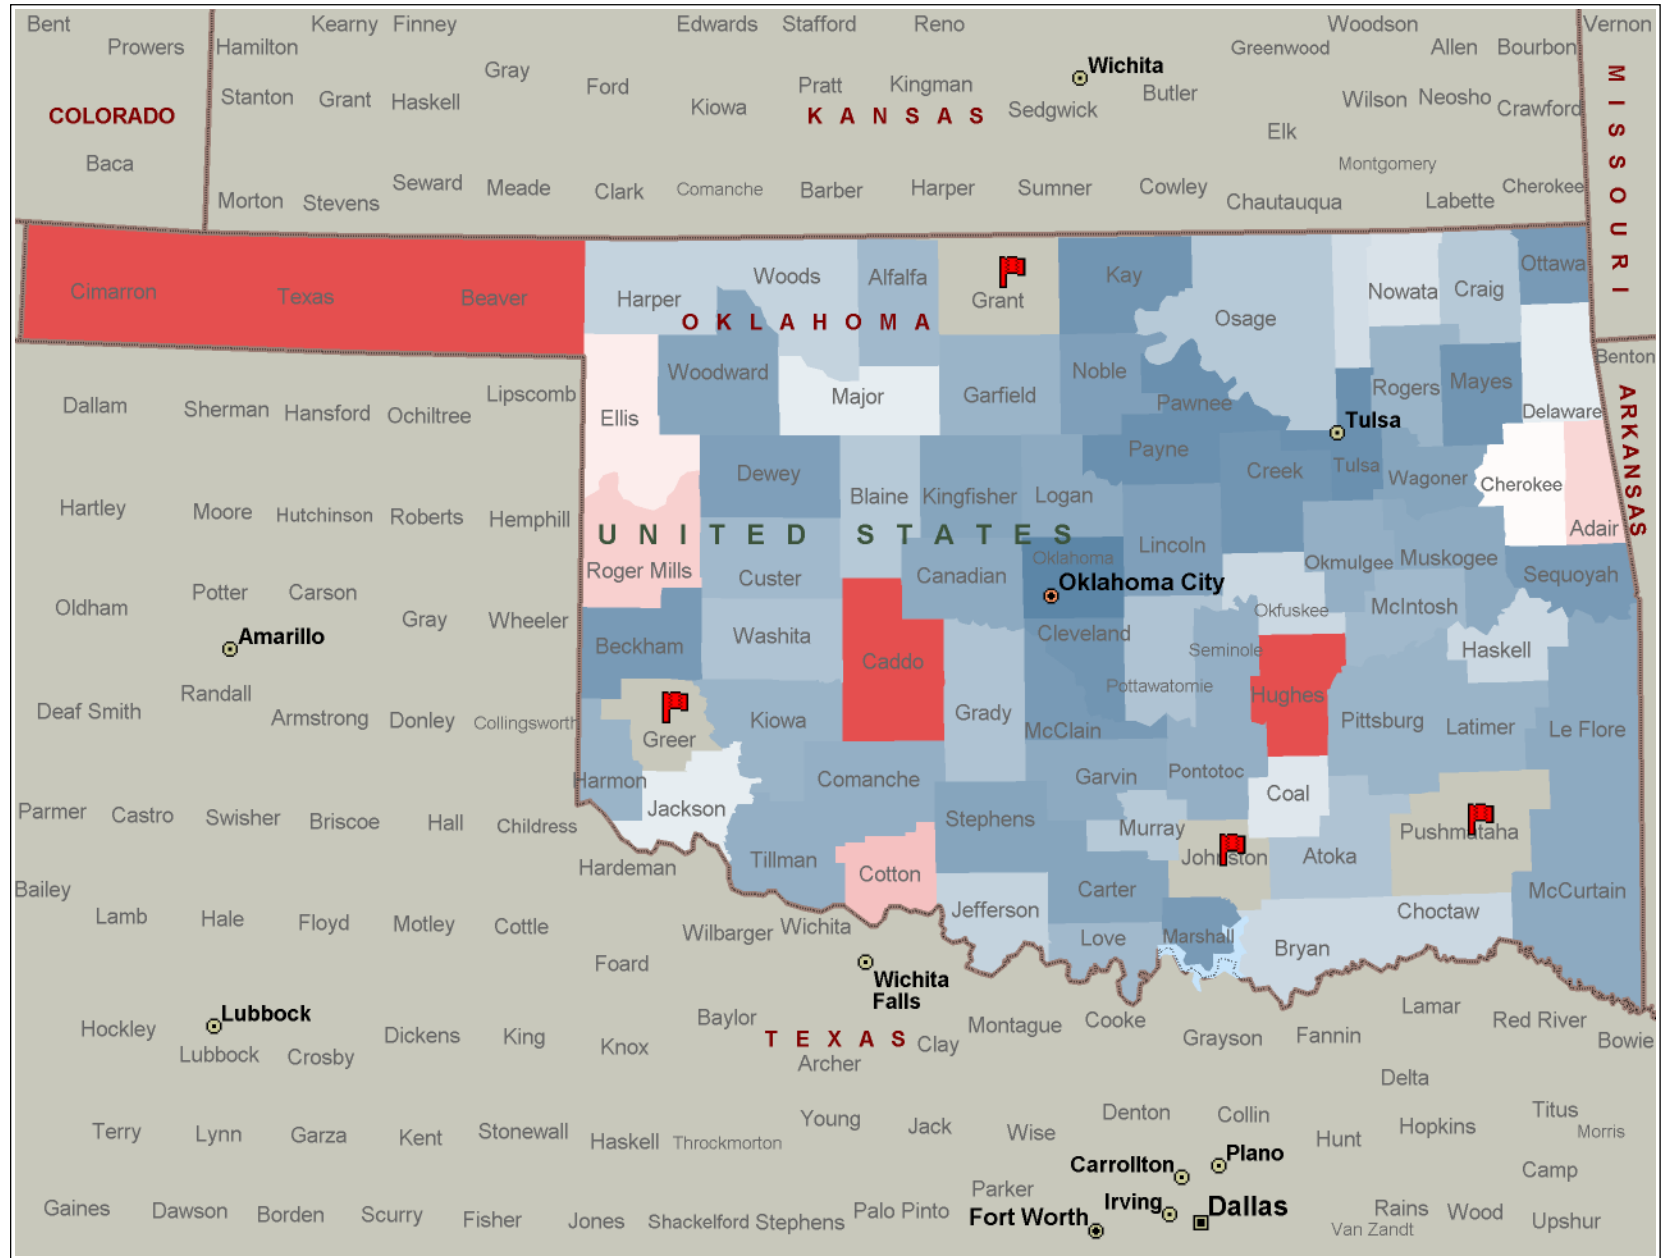 Bent
Kearny
Finney
Edwards
Stafford
Reno
Woodson
Vernon
Prowers
Hamilton
Greenwood
Allen
Bourbon
Gray
Ford
Pratt
Kingman
Wichita
Butler
Stanton
Grant
Haskell
Kiowa
Sedgwick
Wilson
Neosho
Crawford
COLORADO
KANSAS
MISSOURI
Elk
Baca
Montgomery
Morton
Stevens
Seward
Meade
Clark
Comanche
Barber
Harper
Sumner
Cowley
Chautauqua
Labette
Cherokee
Cimarron
Texas
Beaver
Harper
Woods
Alfalfa
Grant
Kay
Osage
Nowata
Craig
Ottawa
OKLAHOMA
Benton
ARKANSAS
Dallam
Sherman
Hansford
Ochiltree
Lipscomb
Ellis
Woodward
Major
Garfield
Noble
Pawnee
Rogers
Mayes
Delaware
Tulsa
Hartley
Moore
Hutchinson
Roberts
Hemphill
Dewey
Blaine
Kingfisher
Logan
Payne
Creek
Tulsa
Wagoner
Cherokee
Adair
UNITED STATES
Oldham
Potter
Carson
Gray
Wheeler
Roger Mills
Custer
Canadian
Oklahoma
Oklahoma City
Lincoln
Okmulgee
Muskogee
Sequoyah
Okfuskee
McIntosh
Amarillo
Randall
Beckham
Washita
Caddo
Cleveland
Seminole
Pottawatomie
Hughes
Haskell
Deaf Smith
Armstrong
Donley
Collingsworth
Greer
Kiowa
Grady
McClain
Pittsburg
Latimer
Le Flore
Harmon
Jackson
Comanche
Garvin
Pontotoc
Coal
Parmer
Castro
Swisher
Briscoe
Hall
Childress
Stephens
Murray
Johnston
Atoka
Pushmataha
Hardeman
Tillman
Cotton
Carter
McCurtain
Bailey
Lamb
Hale
Floyd
Motley
Cottle
Wilbarger
Wichita
Jefferson
Love
Marshall
Bryan
Choctaw
Foard
Wichita
Falls
Hockley
Lubbock
Lubbock
Crosby
Dickens
King
Knox
Baylor
TEXAS
Archer
Clay
Montague
Cooke
Grayson
Fannin
Lamar
Red River
Bowie
Delta
Terry
Lynn
Garza
Kent
Stonewall
Haskell
Throckmorton
Young
Jack
Wise
Denton
Collin
Hunt
Hopkins
Titus
Morris
Carrollton
Plano
Camp
Gaines
Dawson
Borden
Scurry
Fisher
Jones
Shackelford
Stephens
Palo Pinto
Parker
Fort Worth
Irving
Dallas
Rains
Van Zandt
Wood
Upshur